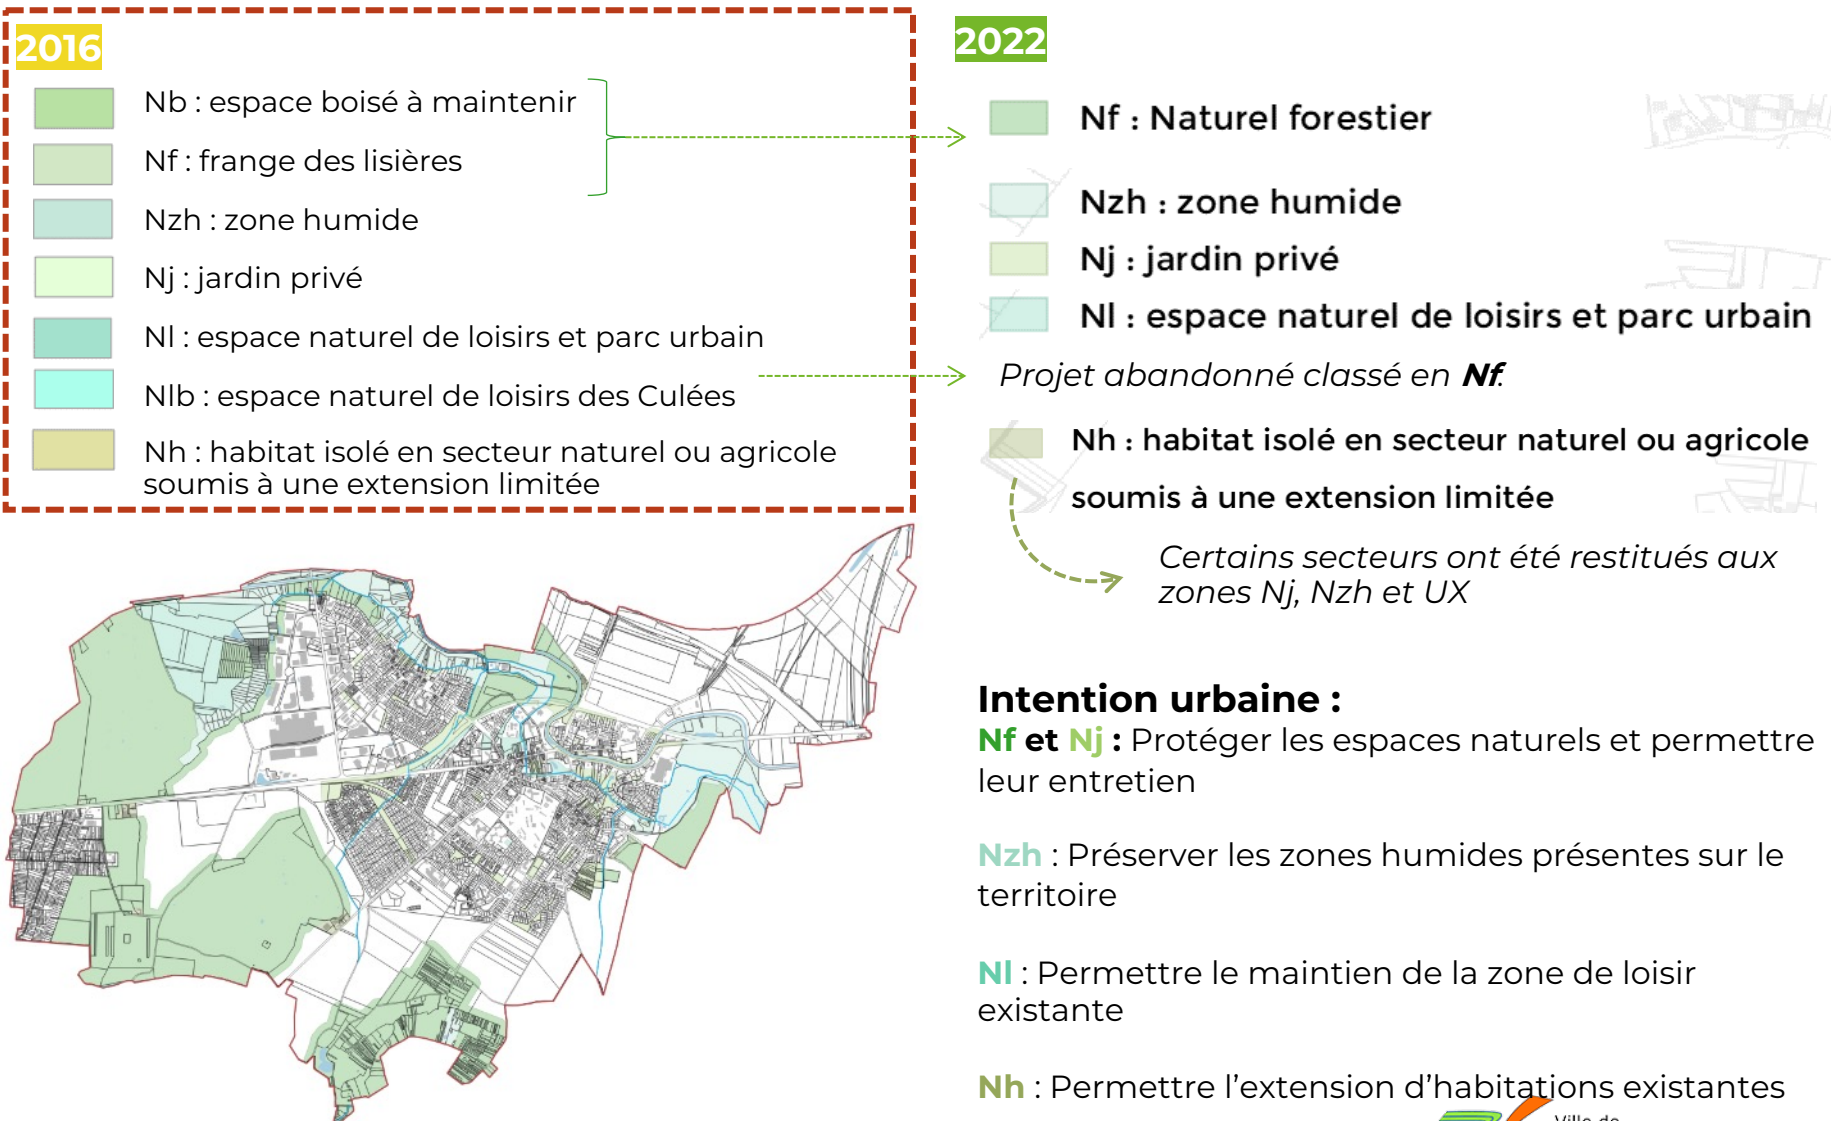 2016
Nb : espace boisé à maintenir
Nf : frange des lisières
Nzh : zone humide
Nj : jardin privé
Nl : espace naturel de loisirs et parc urbain
Nlb : espace naturel de loisirs des Culées
Nh : habitat isolé en secteur naturel ou agricole
soumis à une extension limitée
2022
Nf : Naturel forestier
Nzh : zone humide
Nj : jardin privé
Nl : espace naturel de loisirs et parc urbain
Projet abandonné classé en Nf.
Nh : habitat isolé en secteur naturel ou agricole
soumis à une extension limitée
Certains secteurs ont été restitués aux
zones Nj, Nzh et UX
Intention urbaine :
Nf et Nj : Protéger les espaces naturels et permettre
leur entretien
Nzh : Préserver les zones humides présentes sur le
territoire
Nl : Permettre le maintien de la zone de loisir
existante
Nh : Permettre l’extension d’habitations existantes
Ville de